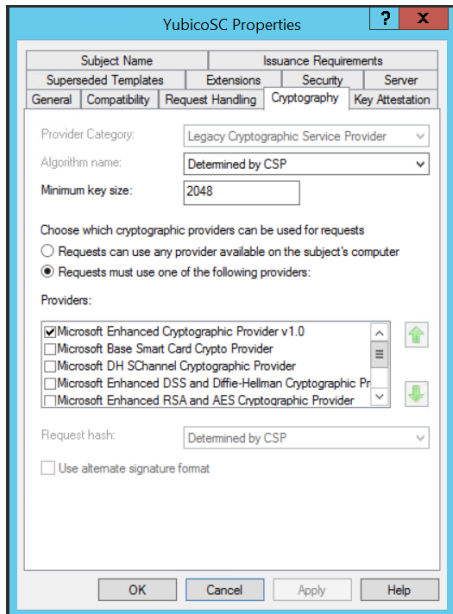 YubicoSC Properties ? X
Subject Name Issuance Requirements
Superseded Templates Extensions Security Server
General Compatibility Request Handling Cryptography Key Attestation
Provider Category: Legacy Cryptographic Service Provider
Algorithm name: Determined by CSP
Minimum key size: 2048
Choose which cryptographic providers can be used for requests
Requests can use any provider available on the subject's computer
Requests must use one of the following providers:
Providers:
Microsoft Enhanced Cryptographic Provider v1.0
Microsoft Base Smart Card Crypto Provider
Microsoft DH SChannel Cryptographic Provider
Microsoft Enhanced DSS and Diffie-Hellman Cryptographic Pr
Microsoft Enhanced RSA and AES Cryptographic Provider
Request hash: Determined by CSP
Use alternate signature format
OK Cancel Apply Help